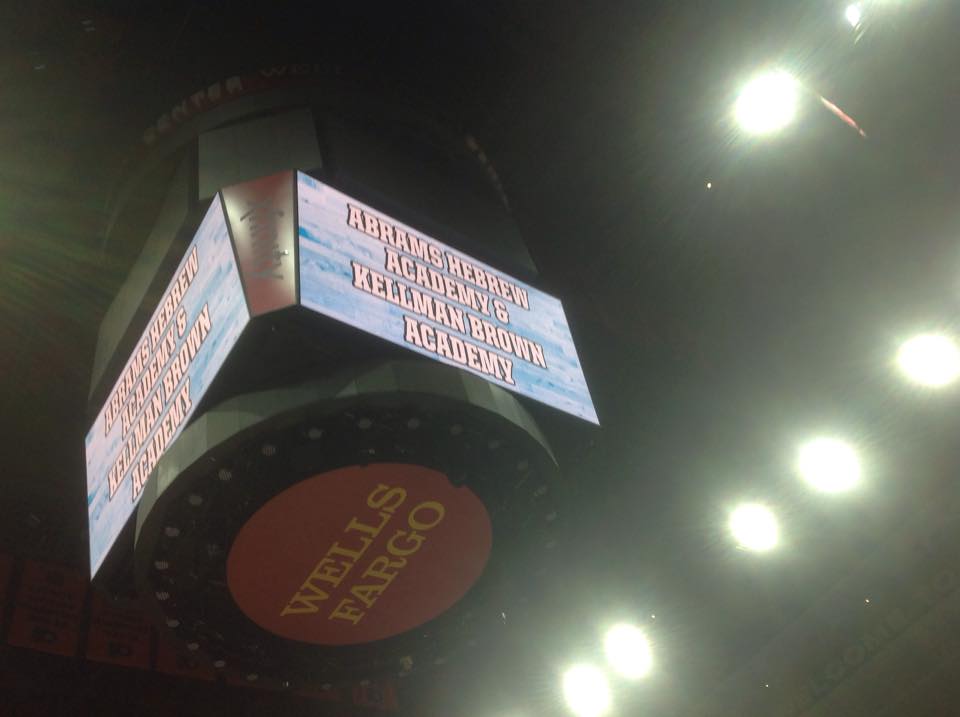 ABRAMS HEBREW
ACADEMY &
KELLMAN BROWN
ACADEMY
ABRAMS HEBREW
ACADEMY &
KELLMAN BROWN
ACADEMY
WELLS
FARGO